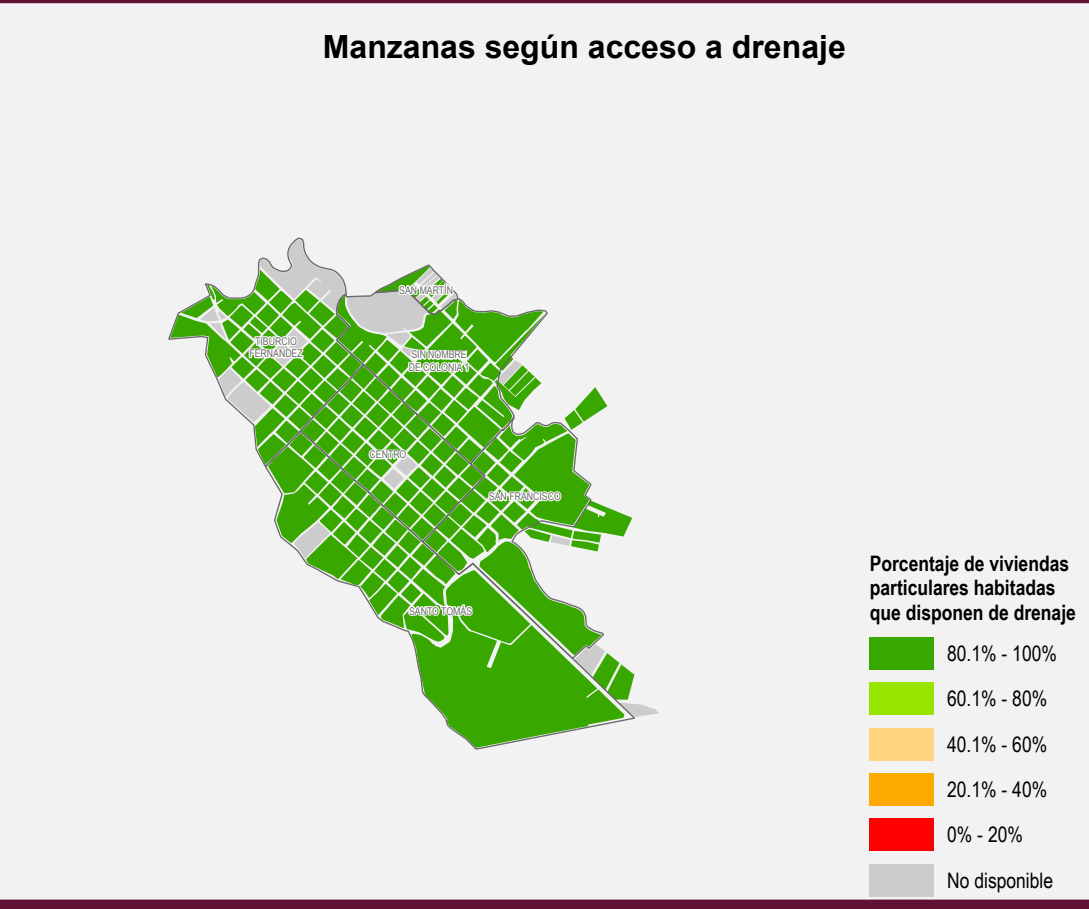 Manzanas según acceso a drenaje
SAN MARTÍN
TIBURCIO
FERNANDEZ
SIN NOMBRE
DE COLONIA 1
CENTRO
SAN FRANCISCO
SANTO TOMÁS
Porcentaje de viviendas
particulares habitadas
que disponen de drenaje
80.1% - 100%
60.1% - 80%
40.1% - 60%
20.1% - 40%
0% - 20%
No disponible